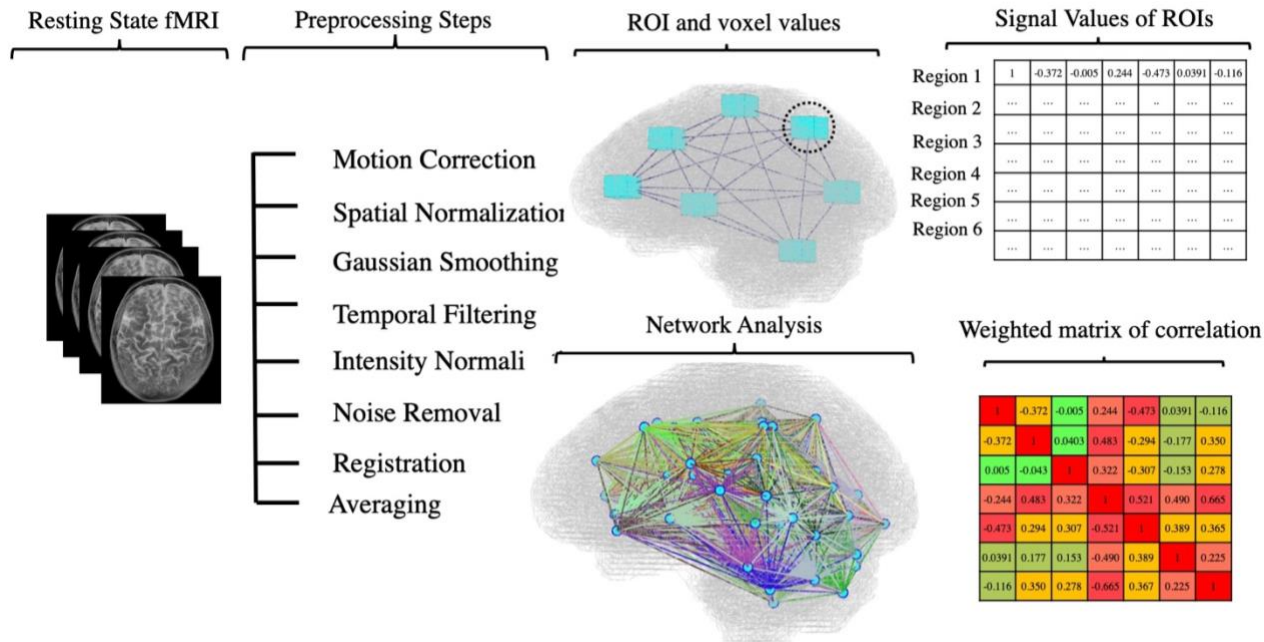 Resting State fMRI
Preprocessing Steps
ROI and voxel values
Signal Values of ROIs
Motion Correction
Spatial Normalization
Gaussian Smoothing
Temporal Filtering
Intensity Normali
Noise Removal
Registration
Averaging
Region 1
Region 2
Region 3
Region 4
Region 5
Region 6
1 -0.372 -0.005 0.244 -0.473 0.0391 -0.116
... ... ... ... .. ... ...
... ... ... ... ... ... ...
... ... ... ... ... ... ...
... ... ... ... ... ... ...
... ... ... ... ... ... ...
... ... ... ... ... ... ...
Network Analysis
Weighted matrix of correlation
1 -0.372 -0.005 0.244 -0.473 0.0391 -0.116
-0.372 1 0.0403 0.483 -0.294 -0.177 0.350
0.005 -0.043 1 0.322 -0.307 -0.153 0.278
-0.244 0.483 0.322 1 0.521 0.490 0.665
-0.473 0.294 0.307 -0.521 1 0.389 0.365
0.0391 0.177 0.153 -0.490 0.389 1 0.225
-0.116 0.350 0.278 -0.665 0.367 0.225 1